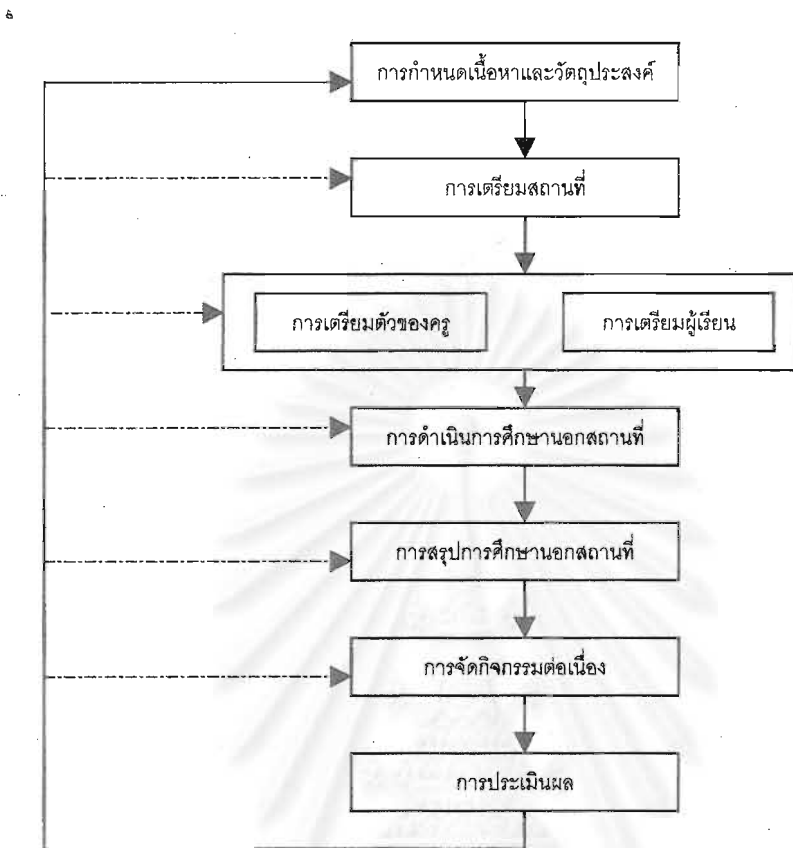 การกำหนดเนื้อหาและวัตถุประสงค์
การเตรียมสถานที่
การเตรียมตัวของครู
การเตรียมผู้เรียน
การดำเนินการศึกษานอกสถานที่
การสรุปการศึกษานอกสถานที่
การจัดกิจกรรมต่อเนื่อง
การประเมินผล